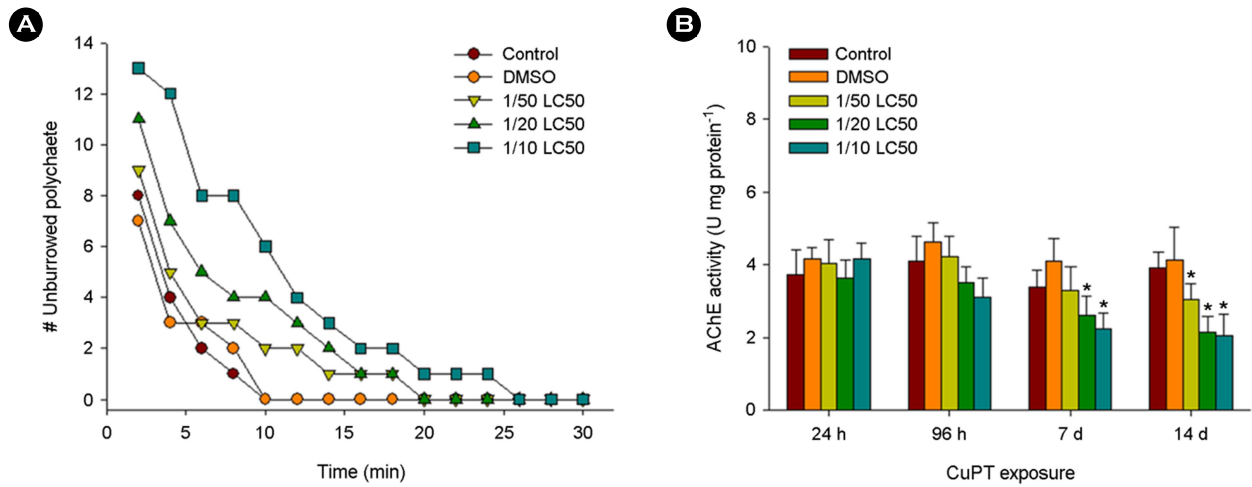 A
# Unburrowed polychaete
14
12
10
8
6
4
2
0
0
5
10
15
20
25
30
Time (min)
Control
DMSO
1/50 LC50
1/20 LC50
1/10 LC50
B
AChE activity (U mg protein-1)
10
8
6
4
2
0
Control
DMSO
1/50 LC50
1/20 LC50
1/10 LC50
*
*
*
*
*
24 h
96 h
7 d
14 d
CuPT exposure